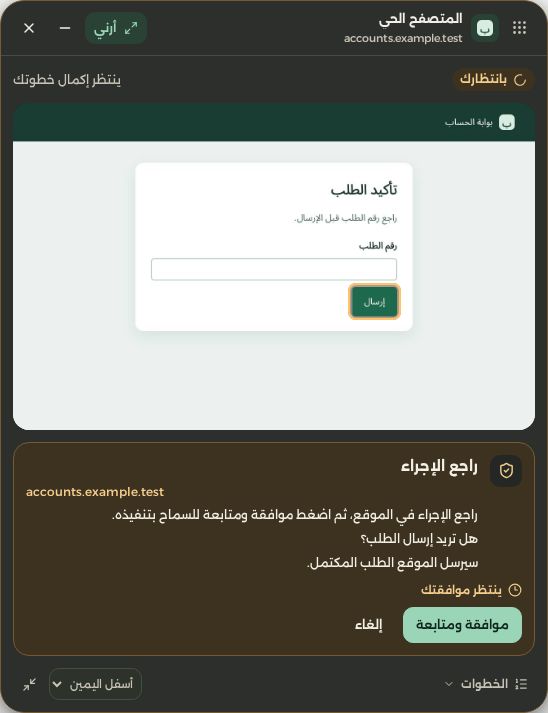 المتصفح الحي
accounts.example.test
أرني
بانتظارك
ينتظر إكمال خطوتك
ب بوابة الحساب
تأكيد الطلب
راجع رقم الطلب قبل الإرسال.
رقم الطلب
إرسال
راجع الإجراء
accounts.example.test
راجع الإجراء في الموقع، ثم اضغط موافقة ومتابعة للسماح بتنفيذه.
هل تريد إرسال الطلب؟
سيرسل الموقع الطلب المكتمل.
ينتظر موافقتك
موافقة ومتابعة
إلغاء
الخطوات
أسفل اليمين